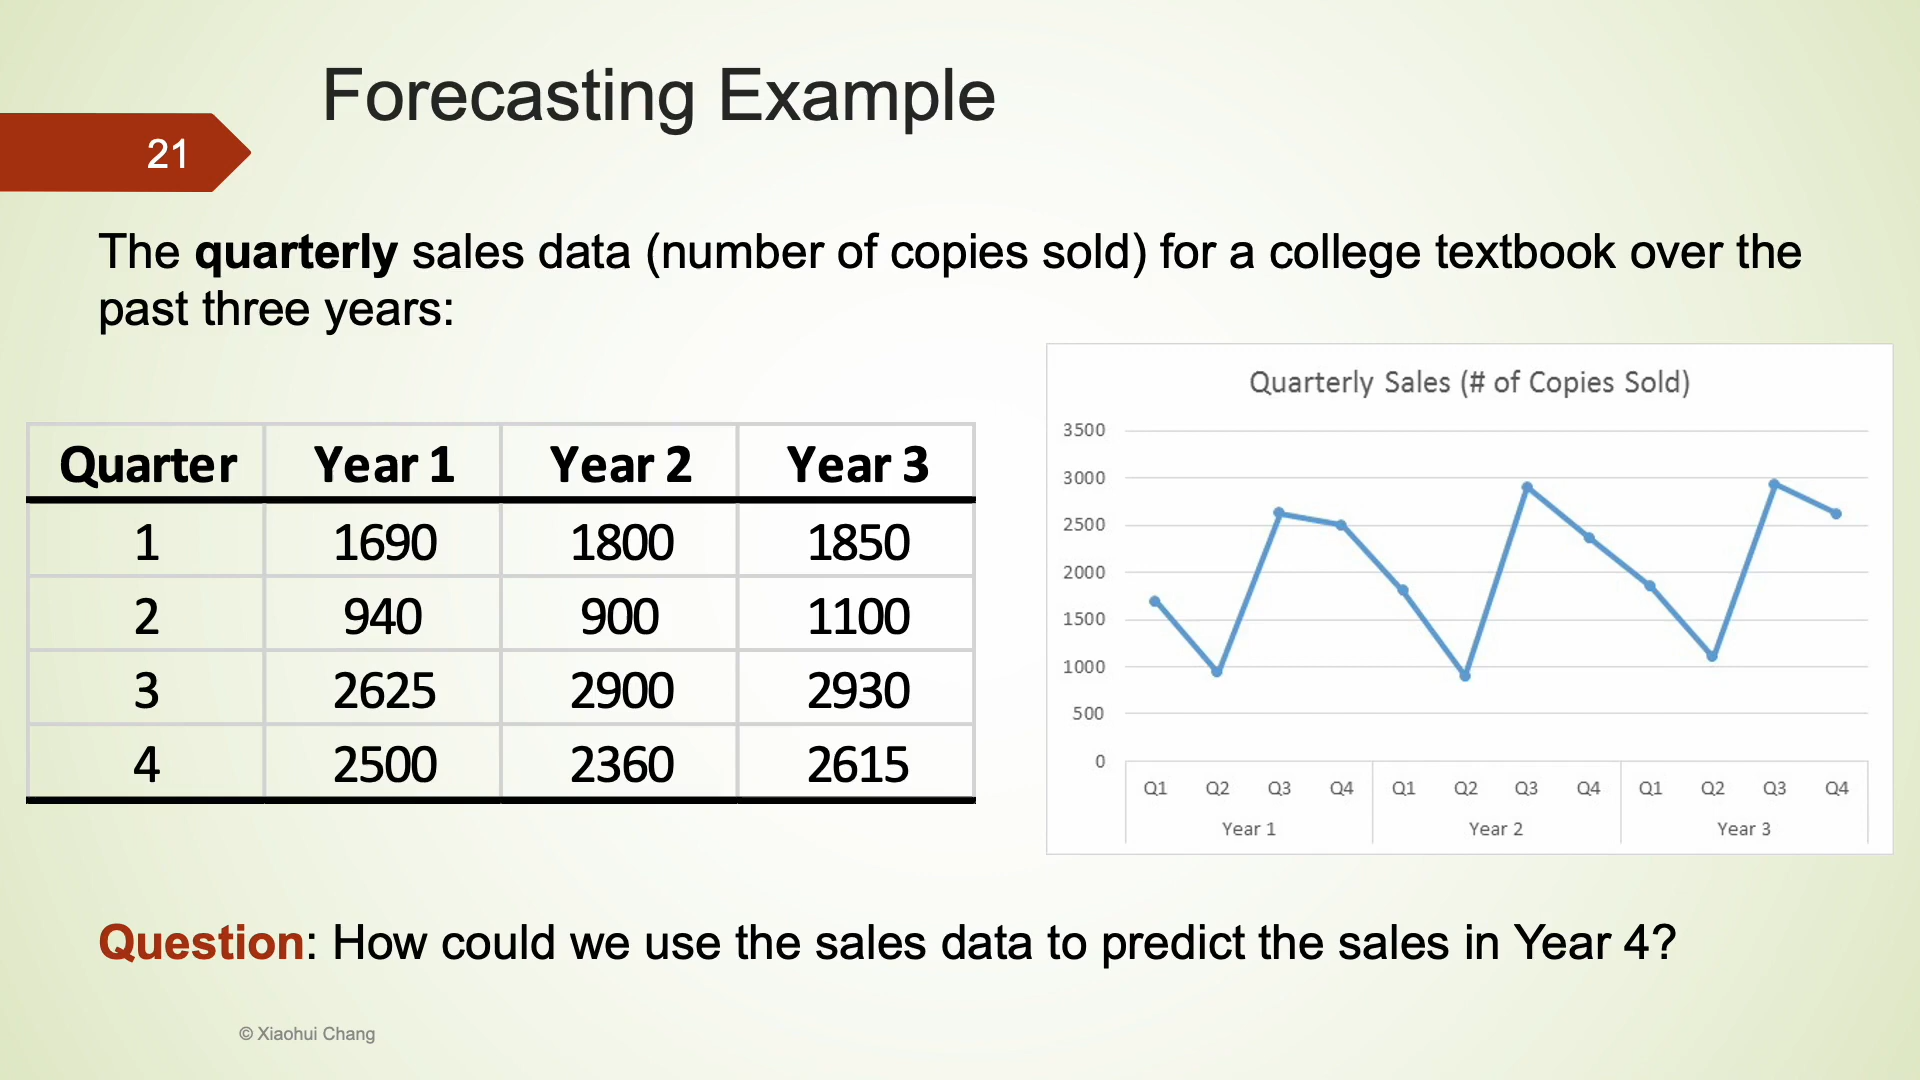 Forecasting Example
21
The quarterly sales data (number of copies sold) for a college textbook over the
past three years:
Quarter Year 1 Year 2 Year 3
1 1690 1800 1850
2 940 900 1100
3 2625 2900 2930
4 2500 2360 2615
Quarterly Sales (# of Copies Sold)
3500
3000
2500
2000
1500
1000
500
0
Q1 Q2 Q3 Q4 Q1 Q2 Q3 Q4 Q1 Q2 Q3 Q4
Year 1 Year 2 Year 3
Question: How could we use the sales data to predict the sales in Year 4?
© Xiaohui Chang